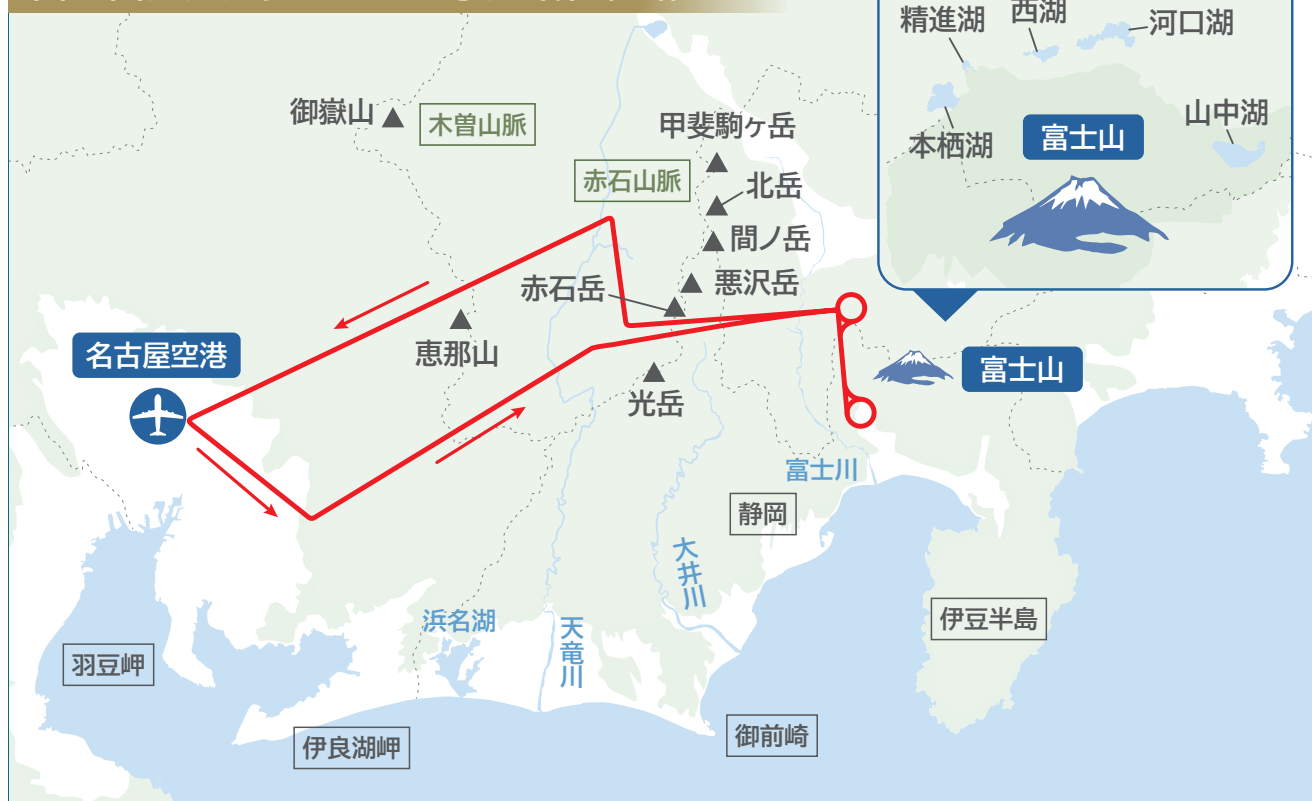 精進湖
西湖
河口湖
本栖湖
富士山
山中湖
御嶽山
木曽山脈
甲斐駒ヶ岳
赤石山脈
北岳
間ノ岳
悪沢岳
赤石岳
恵那山
名古屋空港
光岳
富士山
富士川
静岡
大井川
浜名湖
天竜川
伊豆半島
羽豆岬
伊良湖岬
御前崎